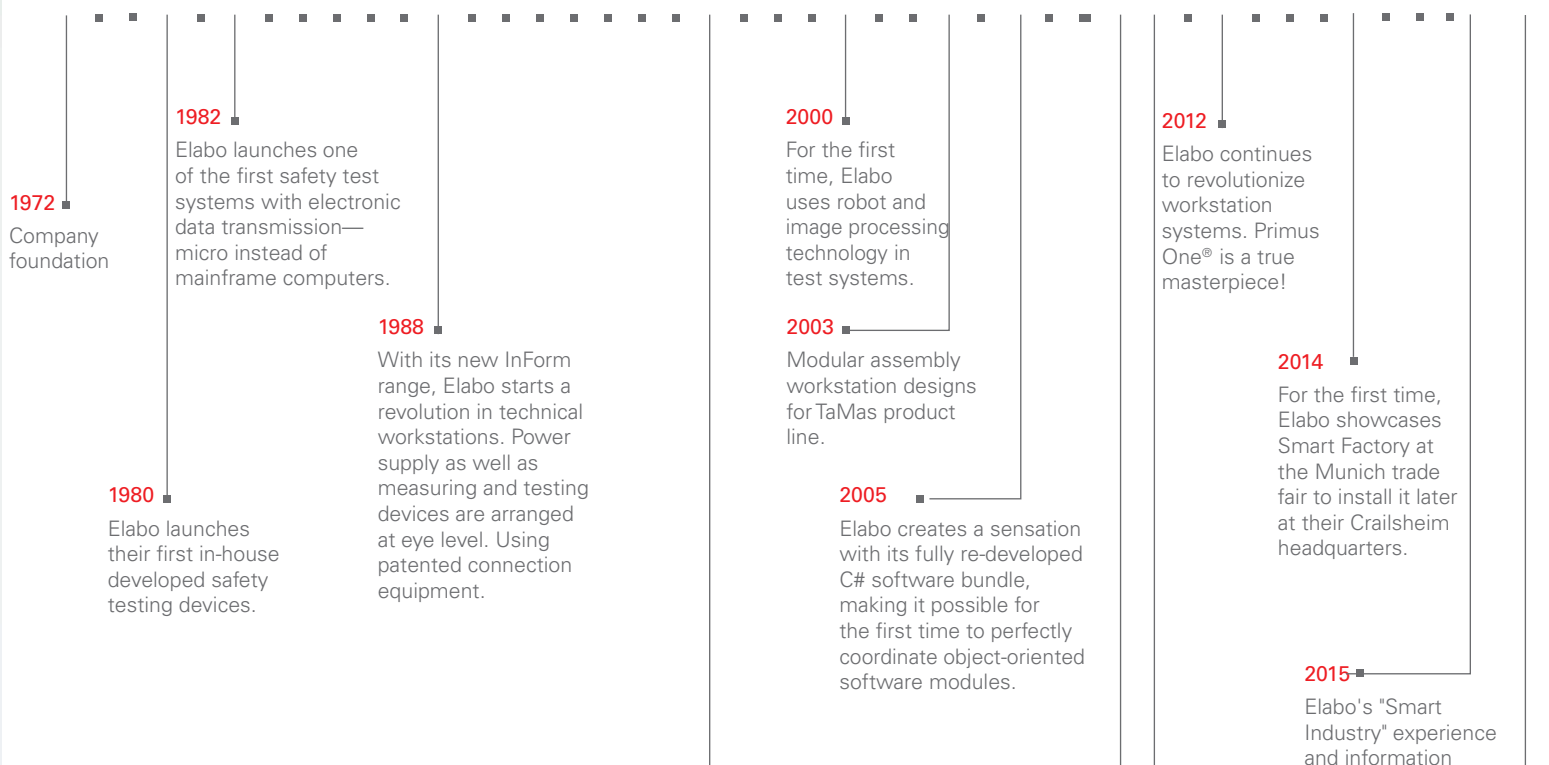 1972
Company
foundation
1980
Elabo launches
their first in-house
developed safety
testing devices.
1982
Elabo launches one
of the first safety test
systems with electronic
data transmission—
micro instead of
mainframe computers.
1988
With its new InForm
range, Elabo starts a
revolution in technical
workstations. Power
supply as well as
measuring and testing
devices are arranged
at eye level. Using
patented connection
equipment.
2000
For the first
time, Elabo
uses robot and
image processing
technology in
test systems.
2003
Modular assembly
workstation designs
for TaMas product
line.
2005
Elabo creates a sensation
with its fully re-developed
C# software bundle,
making it possible for
the first time to perfectly
coordinate object-oriented
software modules.
2012
Elabo continues
to revolutionize
workstation
systems. Primus
One® is a true
masterpiece!
2014
For the first time,
Elabo showcases
Smart Factory at
the Munich trade
fair to install it later
at their Crailsheim
headquarters.
2015
Elabo's "Smart
Industry" experience
and information